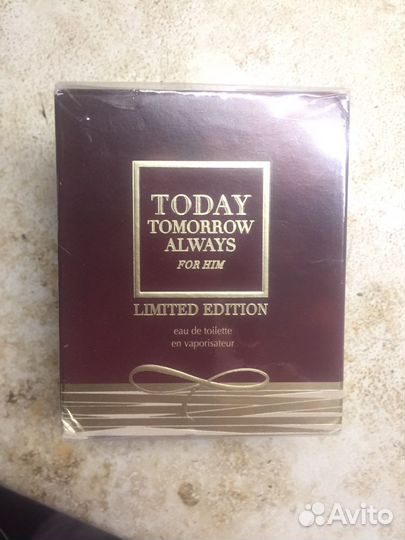 TODAY
TOMORROW
ALWAYS
FOR HIM
LIMITED EDITION
eau de toilette
en vaporisateur
Avito